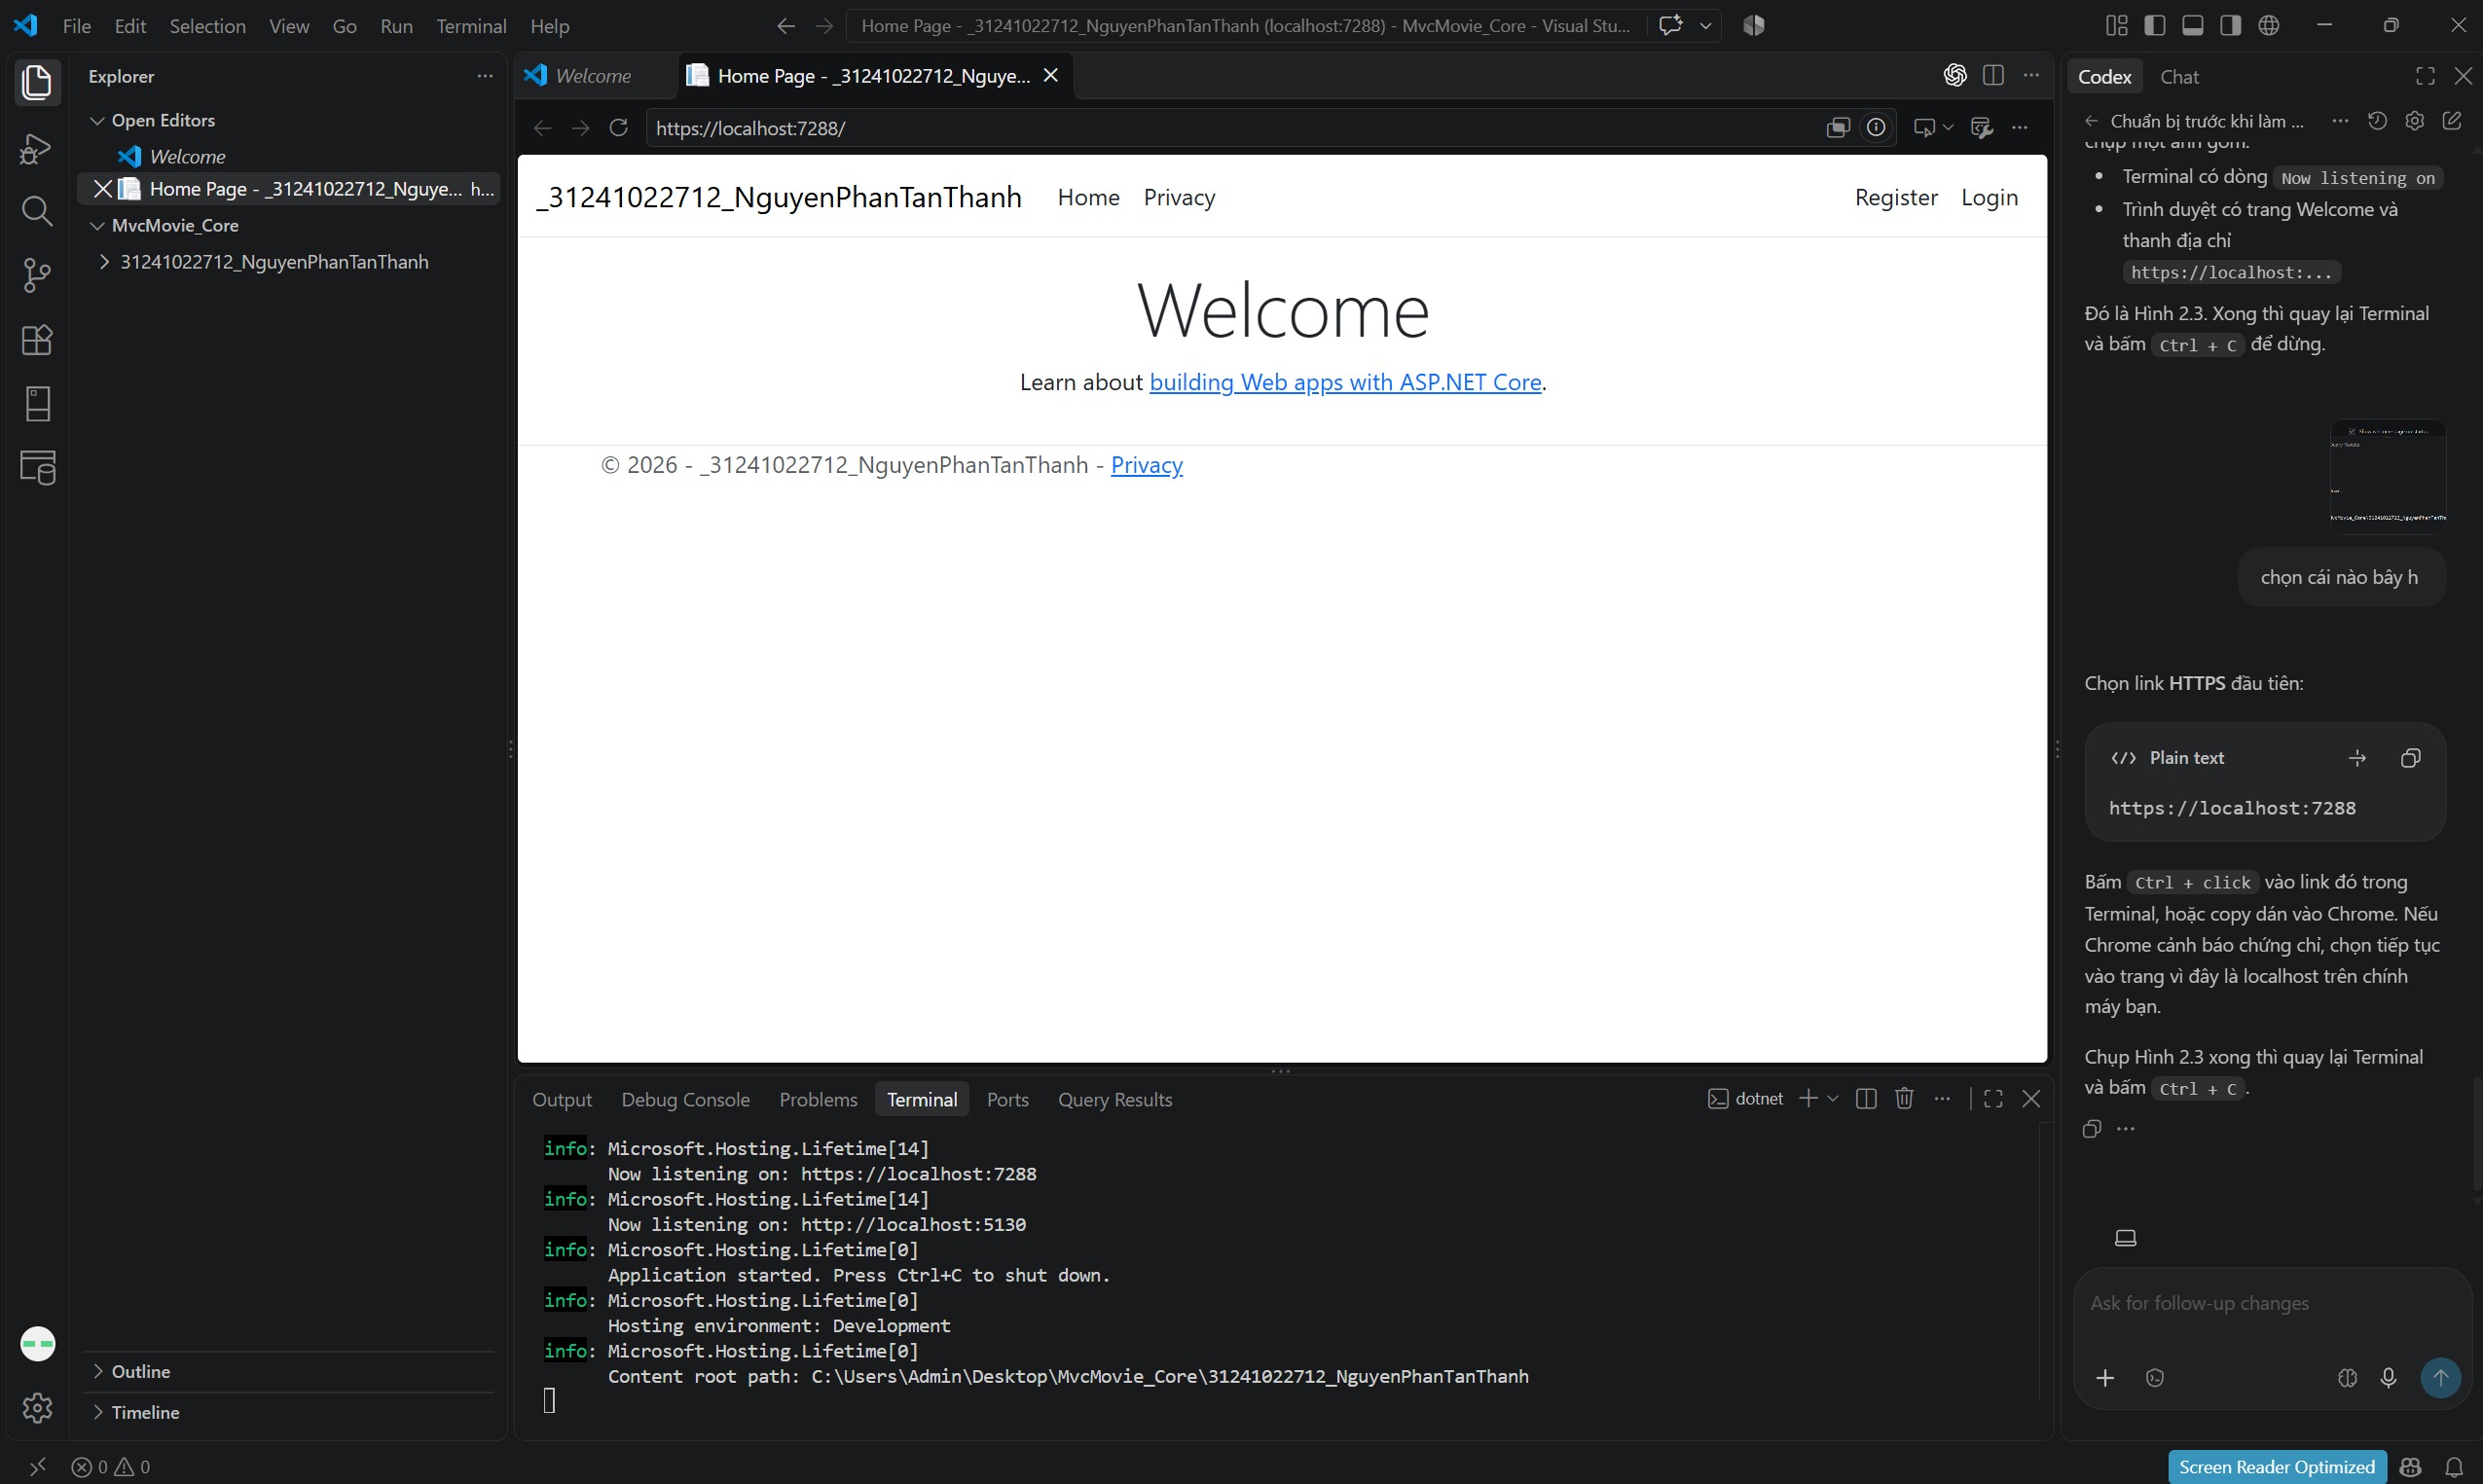 File Edit Selection View Go Run Terminal Help
Home Page - _31241022712_NguyenPhanTanThanh (localhost:7288) - MvcMovie_Core - Visual Stu...
Explorer
Open Editors
Welcome
Home Page - _31241022712_Nguye... h...
MvcMovie_Core
31241022712_NguyenPhanTanThanh
Outline
Timeline
Welcome
Home Page - _31241022712_Nguye...
https://localhost:7288/
_31241022712_NguyenPhanTanThanh Home Privacy Register Login
Welcome
Learn about building Web apps with ASP.NET Core.
© 2026 - _31241022712_NguyenPhanTanThanh - Privacy
Output Debug Console Problems Terminal Ports Query Results
dotnet
info: Microsoft.Hosting.Lifetime[14]
Now listening on: https://localhost:7288
info: Microsoft.Hosting.Lifetime[14]
Now listening on: http://localhost:5130
info: Microsoft.Hosting.Lifetime[0]
Application started. Press Ctrl+C to shut down.
info: Microsoft.Hosting.Lifetime[0]
Hosting environment: Development
info: Microsoft.Hosting.Lifetime[0]
Content root path: C:\Users\Admin\Desktop\MvcMovie_Core\31241022712_NguyenPhanTanThanh
Codex Chat
Chuẩn bị trước khi làm ...
chụp một ảnh gồm:
• Terminal có dòng Now listening on
• Trình duyệt có trang Welcome và
thanh địa chỉ
https://localhost:...
Đó là Hình 2.3. Xong thì quay lại Terminal
và bấm Ctrl + C để dừng.
chọn cái nào bây h
Chọn link HTTPS đầu tiên:
Plain text
https://localhost:7288
Bấm Ctrl + click vào link đó trong
Terminal, hoặc copy dán vào Chrome. Nếu
Chrome cảnh báo chứng chỉ, chọn tiếp tục
vào trang vì đây là localhost trên chính
máy bạn.
Chụp Hình 2.3 xong thì quay lại Terminal
và bấm Ctrl + C.
Ask for follow-up changes
0 0
Screen Reader Optimized